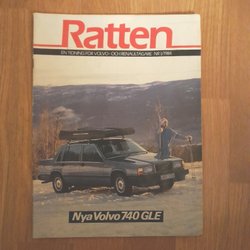 Ratten
EN TIDNING FÖR VOLVO- OCH RENAULTÄGARE NR 1/1984
Nya Volvo 740 GLE